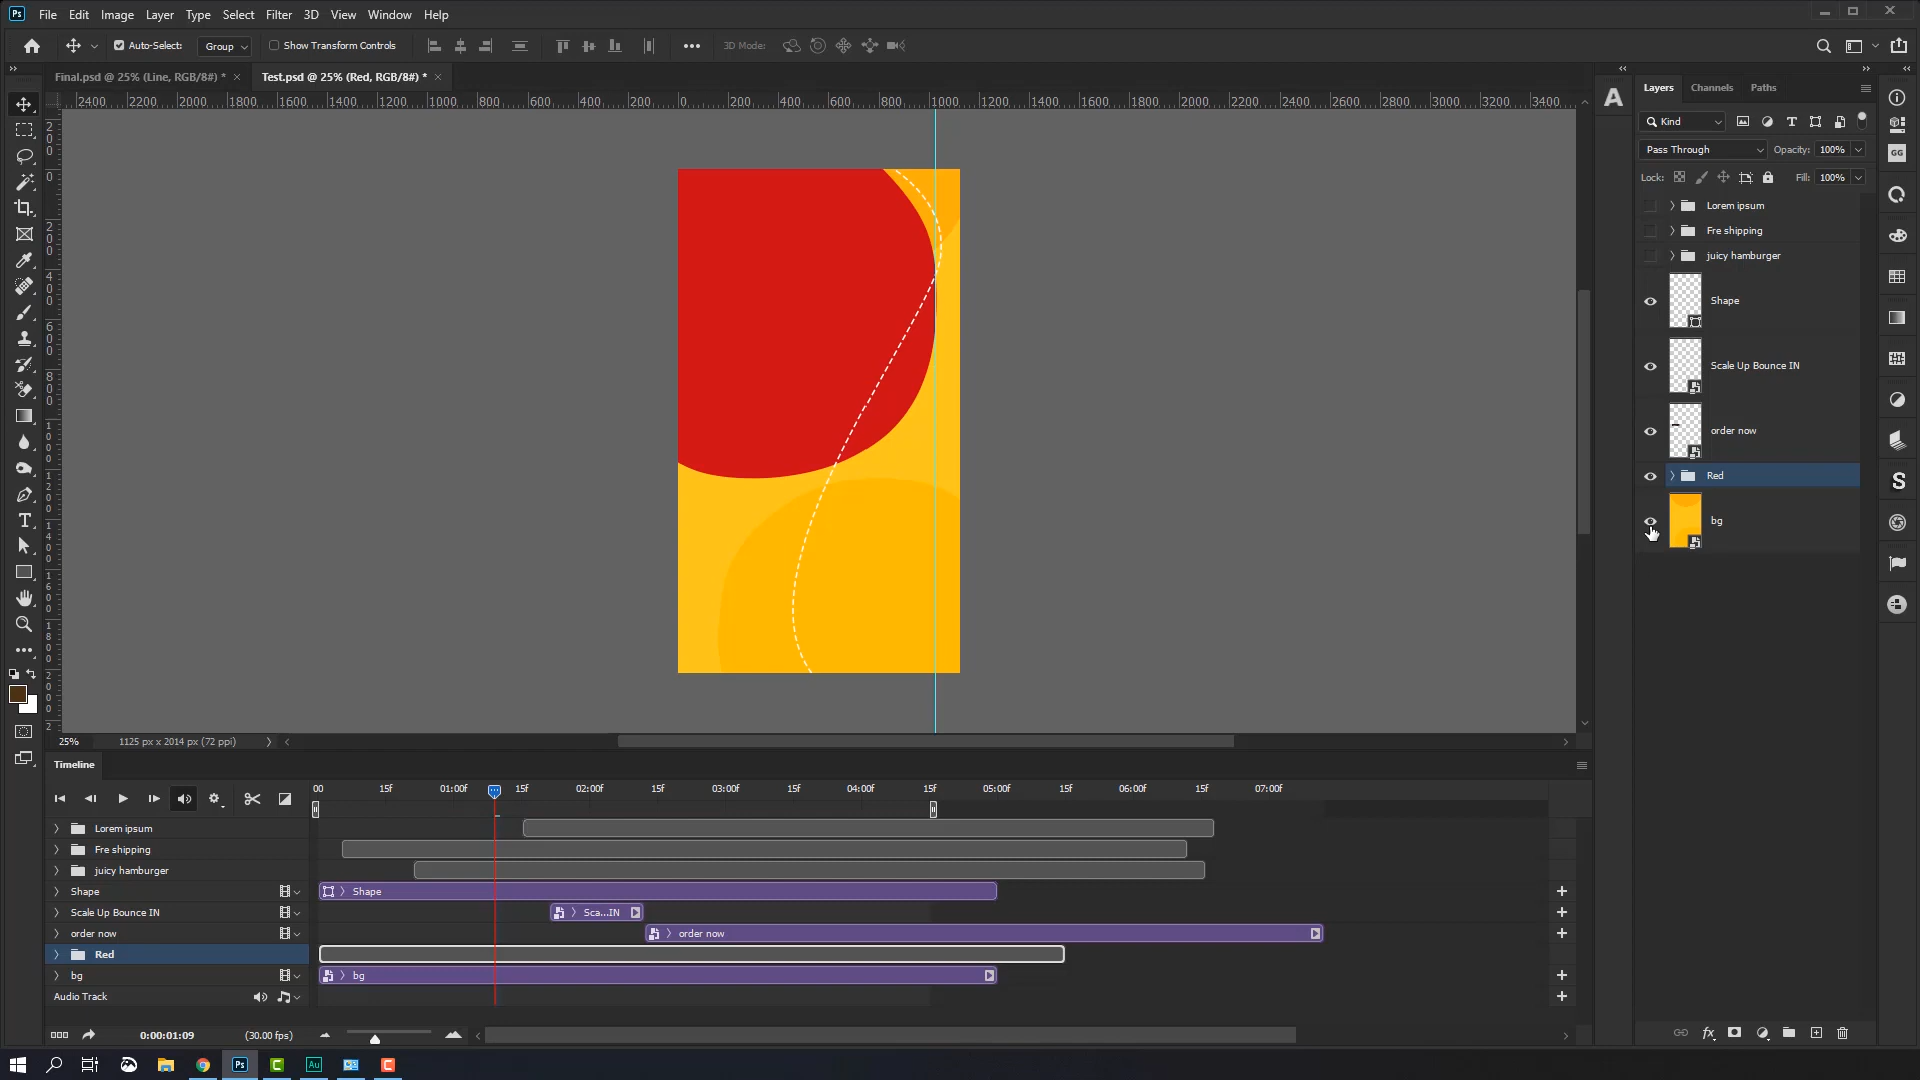 Ps File Edit Image Layer Type Select Filter 3D View Window Help
Auto-Select: Group Show Transform Controls 3D Mode:
Final.psd @ 25% (Line, RGB/8#) * Test.psd @ 25% (Red, RGB/8#) *
2400 2200 2000 1800 1600 1400 1200 1000 800 600 400 200 0 200 400 600 800 1000 1200 1400 1600 1800 2000 2200 2400 2600 2800 3000 3200 3400
Layers Channels Paths
Kind
Pass Through Opacity: 100%
Lock: Fill: 100%
Lorem ipsum
Fre shipping
juicy hamburger
Shape
Scale Up Bounce IN
order now
Red
bg
25% 1125 px x 2014 px (72 ppi)
Timeline
00 15f 01:00f 15f 02:00f 15f 03:00f 15f 04:00f 15f 05:00f 15f 06:00f 15f 07:00f
Lorem ipsum
Fre shipping
juicy hamburger
Shape Shape
Scale Up Bounce IN Sca...IN
order now order now
Red
bg bg
Audio Track
0:00:01:09 (30.00 fps)